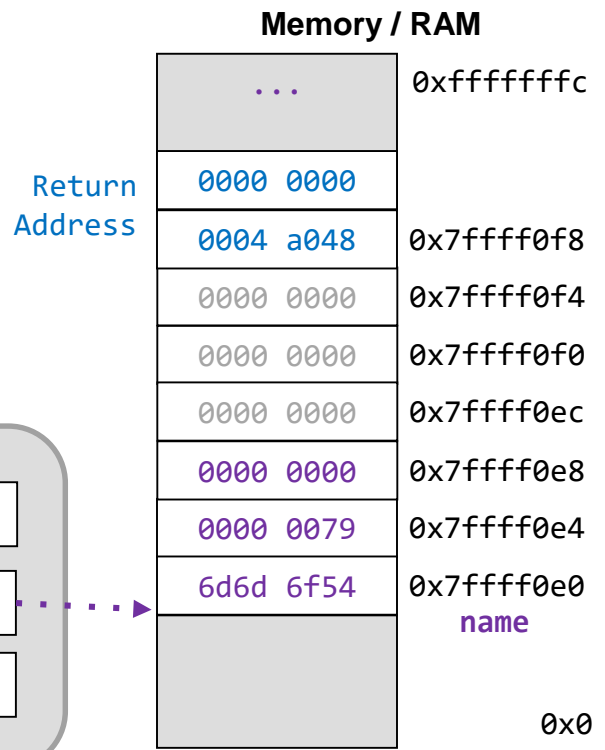 Memory / RAM
... 0xfffffffc
Return 0000 0000
Address 0004 a048 0x7ffff0f8
0000 0000 0x7ffff0f4
0000 0000 0x7ffff0f0
0000 0000 0x7ffff0ec
0000 0000 0x7ffff0e8
0000 0079 0x7ffff0e4
6d6d 6f54 0x7ffff0e0
name
0x0